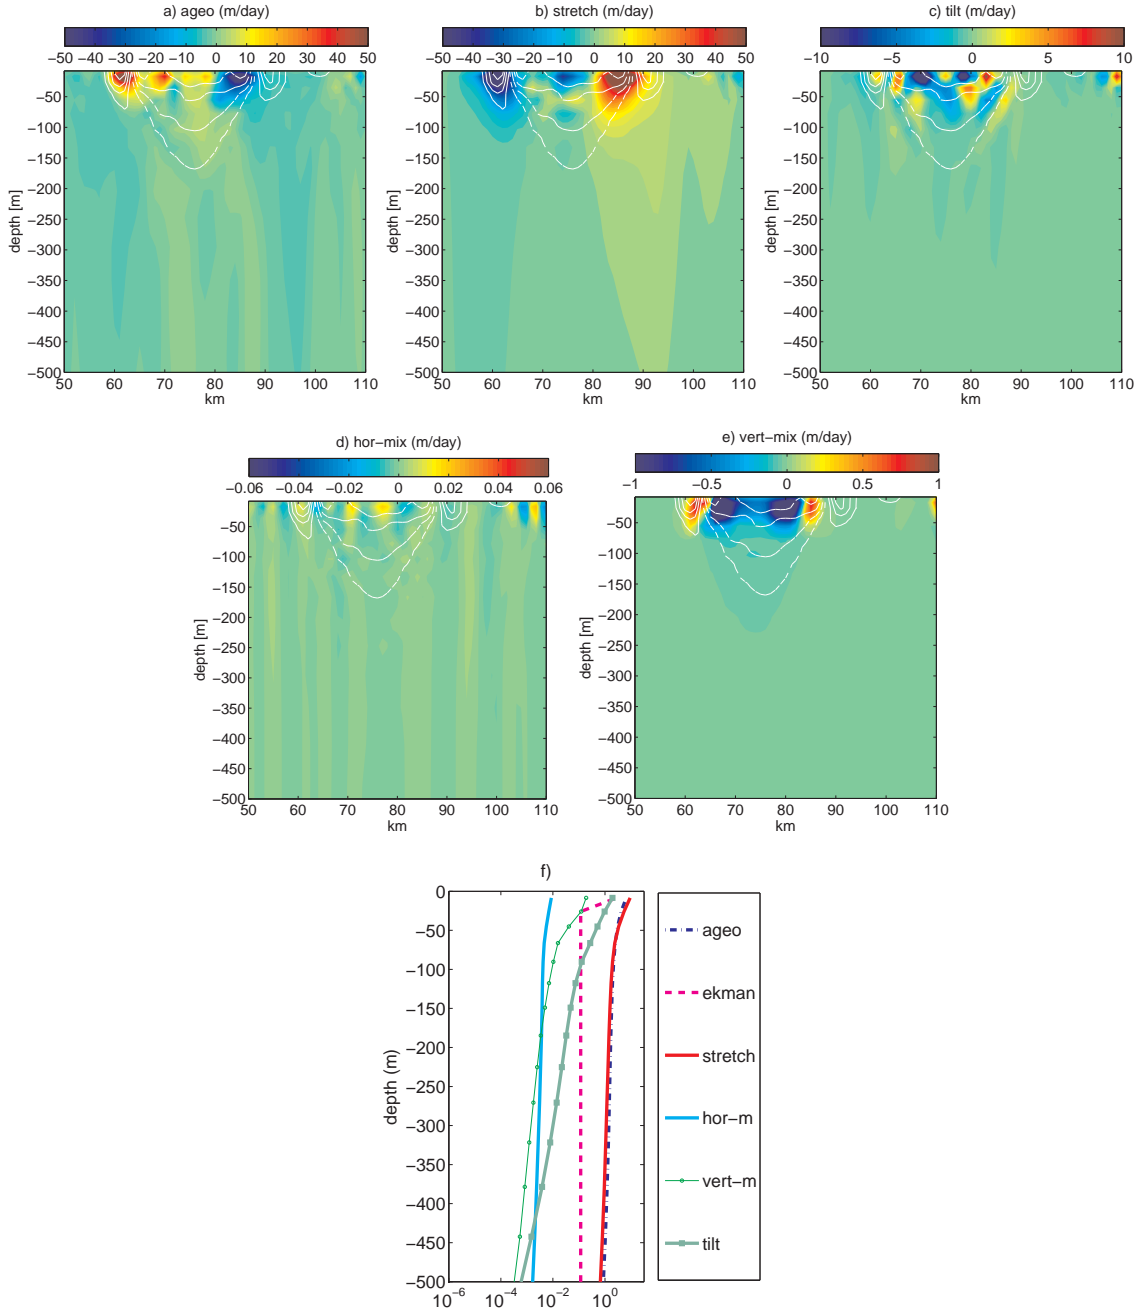 a) ageo (m/day)
−50 −40 −30 −20 −10 0 10 20 30 40 50
−50
−100
−150
−200
−250
−300
−350
−400
−450
−500
depth [m]
50 60 70 80 90 100 110
km
b) stretch (m/day)
−50 −40 −30 −20 −10 0 10 20 30 40 50
−50
−100
−150
−200
−250
−300
−350
−400
−450
−500
depth [m]
50 60 70 80 90 100 110
km
c) tilt (m/day)
−10 −5 0 5 10
−50
−100
−150
−200
−250
−300
−350
−400
−450
−500
depth [m]
50 60 70 80 90 100 110
km
d) hor−mix (m/day)
−0.06 −0.04 −0.02 0 0.02 0.04 0.06
−50
−100
−150
−200
−250
−300
−350
−400
−450
−500
depth [m]
50 60 70 80 90 100 110
km
e) vert−mix (m/day)
−1 −0.5 0 0.5 1
−50
−100
−150
−200
−250
−300
−350
−400
−450
−500
depth [m]
50 60 70 80 90 100 110
km
f)
0
−50
−100
−150
−200
−250
−300
−350
−400
−450
−500
depth (m)
10⁻⁶ 10⁻⁴ 10⁻² 10⁰
ageo
ekman
stretch
hor−m
vert−m
tilt